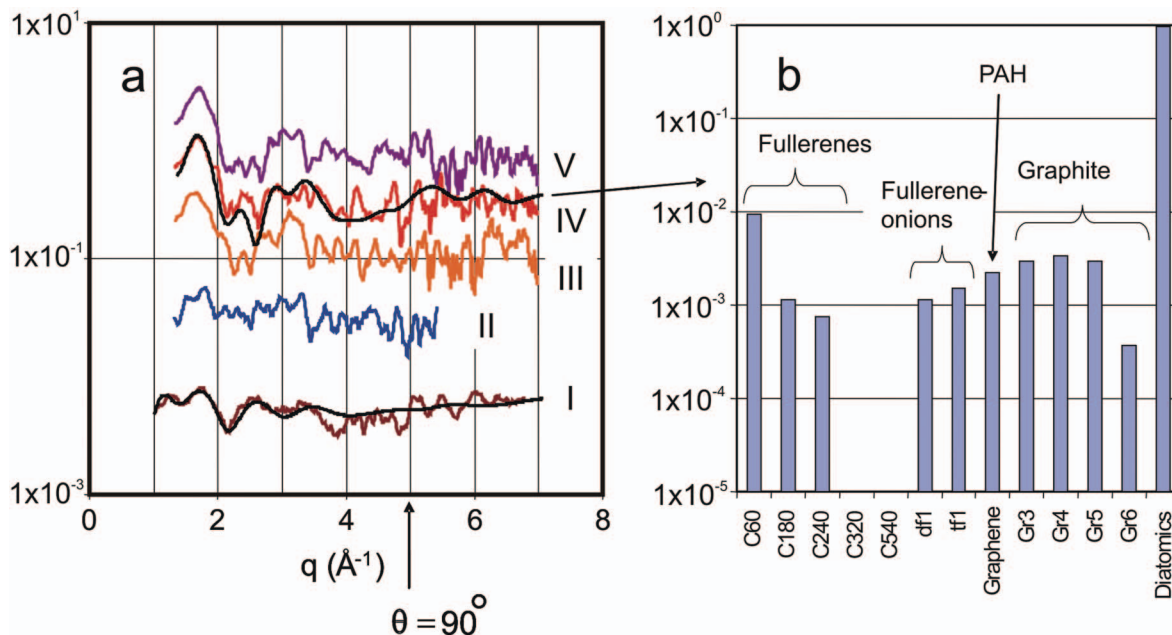 1x10¹
1x10⁻¹
1x10⁻³
a
V
IV
III
II
I
0 2 4 6 8
q (Å⁻¹)
θ = 90°
1x10⁰
1x10⁻¹
1x10⁻²
1x10⁻³
1x10⁻⁴
1x10⁻⁵
b
PAH
Fullerenes
Graphite
Fullerene-
onions
C60
C180
C240
C320
C540
df1
tf1
Graphene
Gr3
Gr4
Gr5
Gr6
Diatomics